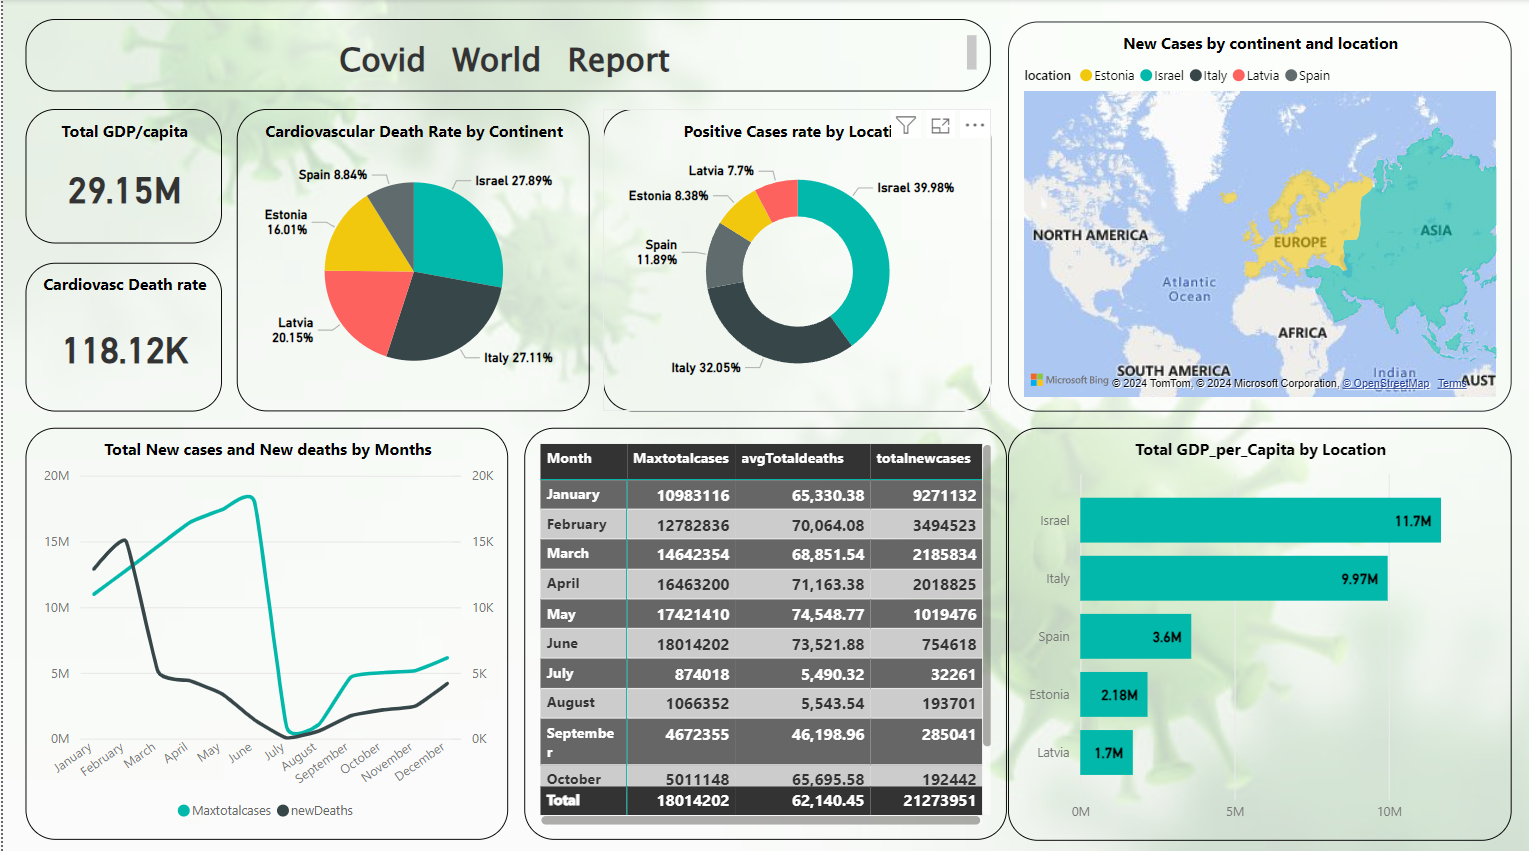 Covid World Report
Total GDP/capita
29.15M
Cardiovasc Death rate
118.12K
Cardiovascular Death Rate by Continent
Spain 8.84%
Israel 27.89%
Estonia
16.01%
Latvia
20.15%
Italy 27.11%
Positive Cases rate by Locati
Latvia 7.7%
Israel 39.98%
Estonia 8.38%
Spain
11.89%
Italy 32.05%
New Cases by continent and location
location Estonia Israel Italy Latvia Spain
NORTH AMERICA
EUROPE
ASIA
Atlantic
Ocean
AFRICA
SOUTH AMERICA
Indian
AUST
Microsoft Bing © 2024 TomTom, © 2024 Microsoft Corporation, © OpenStreetMap Terms
Total New cases and New deaths by Months
20M 20K
15M 15K
10M 10K
5M 5K
0M 0K
January February March April May June July August September October November December
Maxtotalcases newDeaths
Month Maxtotalcases avgTotaldeaths totalnewcases
January 10983116 65,330.38 9271132
February 12782836 70,064.08 3494523
March 14642354 68,851.54 2185834
April 16463200 71,163.38 2018825
May 17421410 74,548.77 1019476
June 18014202 73,521.88 754618
July 874018 5,490.32 32261
August 1066352 5,543.54 193701
Septembe 4672355 46,198.96 285041
r
October 5011148 65,695.58 192442
Total 18014202 62,140.45 21273951
Total GDP_per_Capita by Location
Israel 11.7M
Italy 9.97M
Spain 3.6M
Estonia 2.18M
Latvia 1.7M
0M 5M 10M